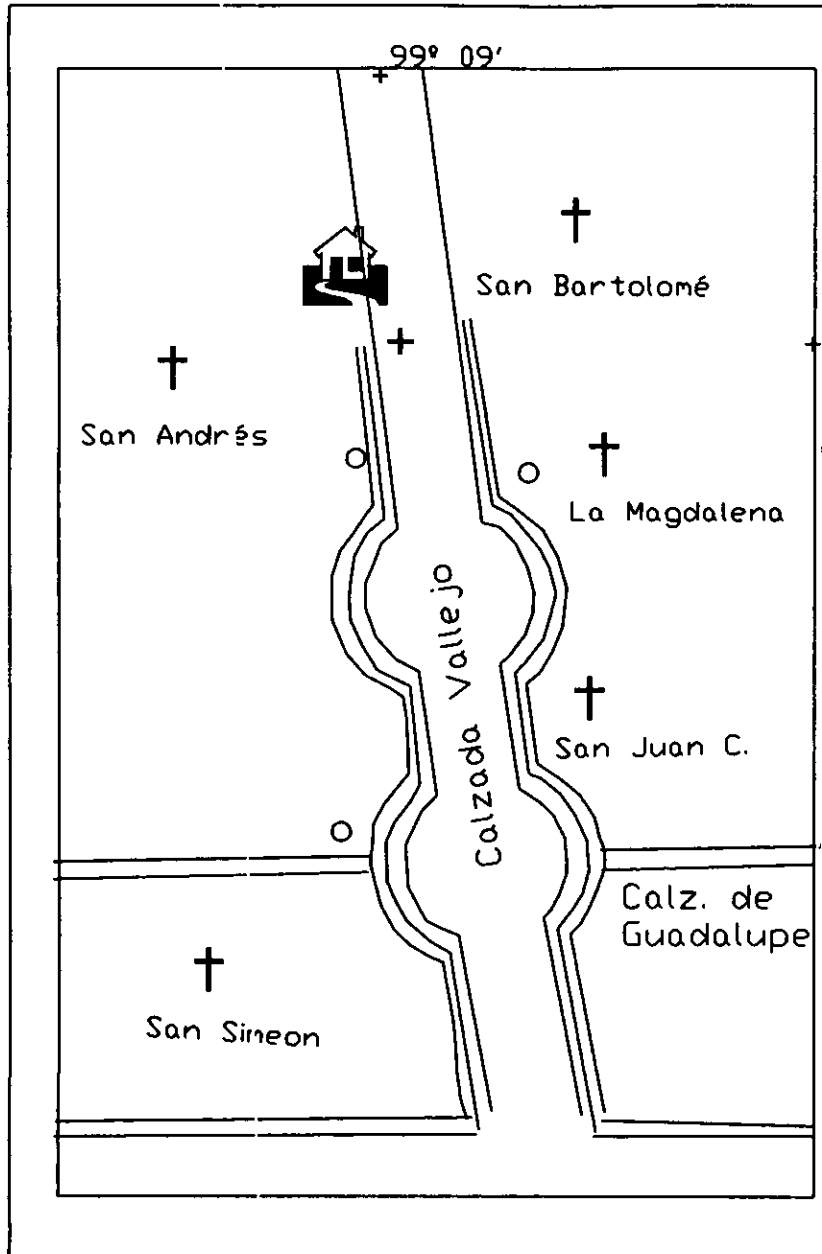 99° 09′
San Bartolomé
San Andrés
La Magdalena
Calzada Vallejo
San Juan C.
Calz. de
Guadalupe
San Simeon